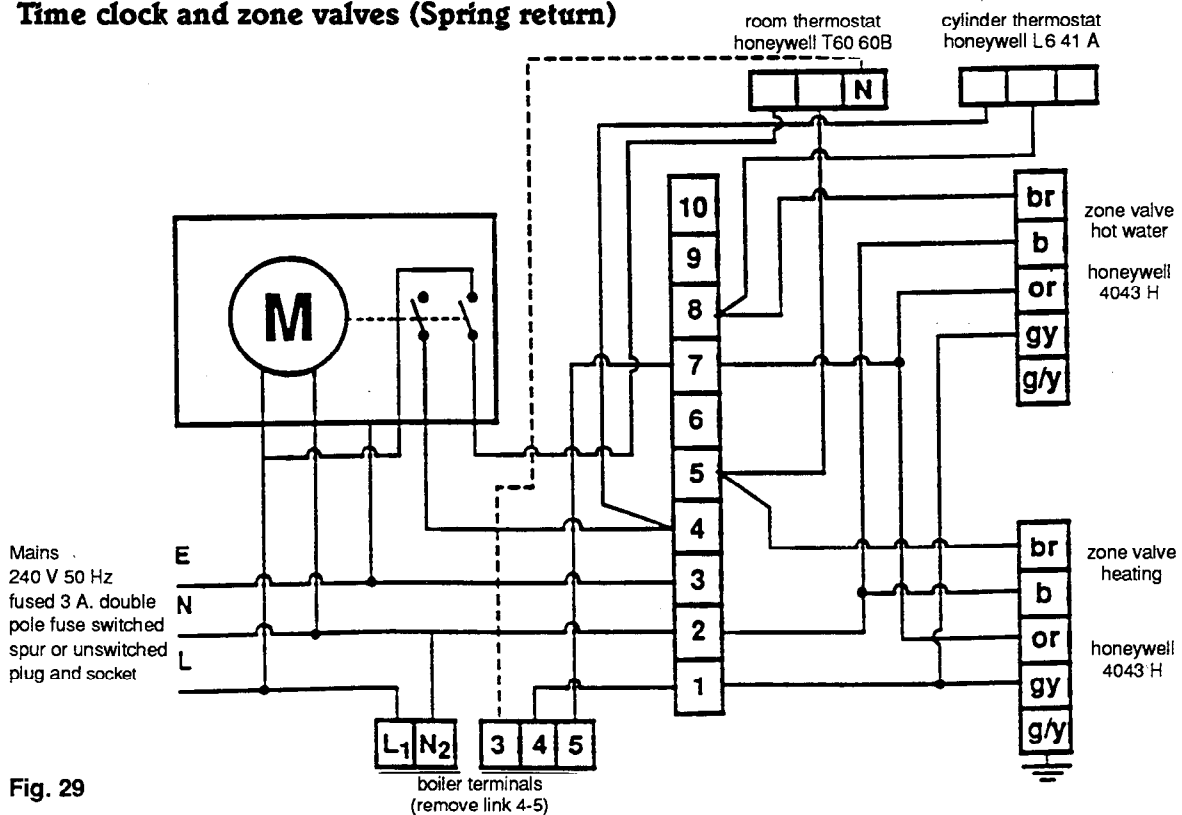 Time clock and zone valves (Spring return)
room thermostat
honeywell T60 60B
cylinder thermostat
honeywell L6 41 A
N
10
9
8
7
6
5
4
3
2
1
M
br
b
or
gy
g/y
zone valve
hot water
honeywell
4043 H
br
b
or
gy
g/y
zone valve
heating
honeywell
4043 H
Mains
240 V 50 Hz
fused 3 A. double
pole fuse switched
spur or unswitched
plug and socket
E
N
L
L1 N2
3 4 5
boiler terminals
(remove link 4-5)
Fig. 29